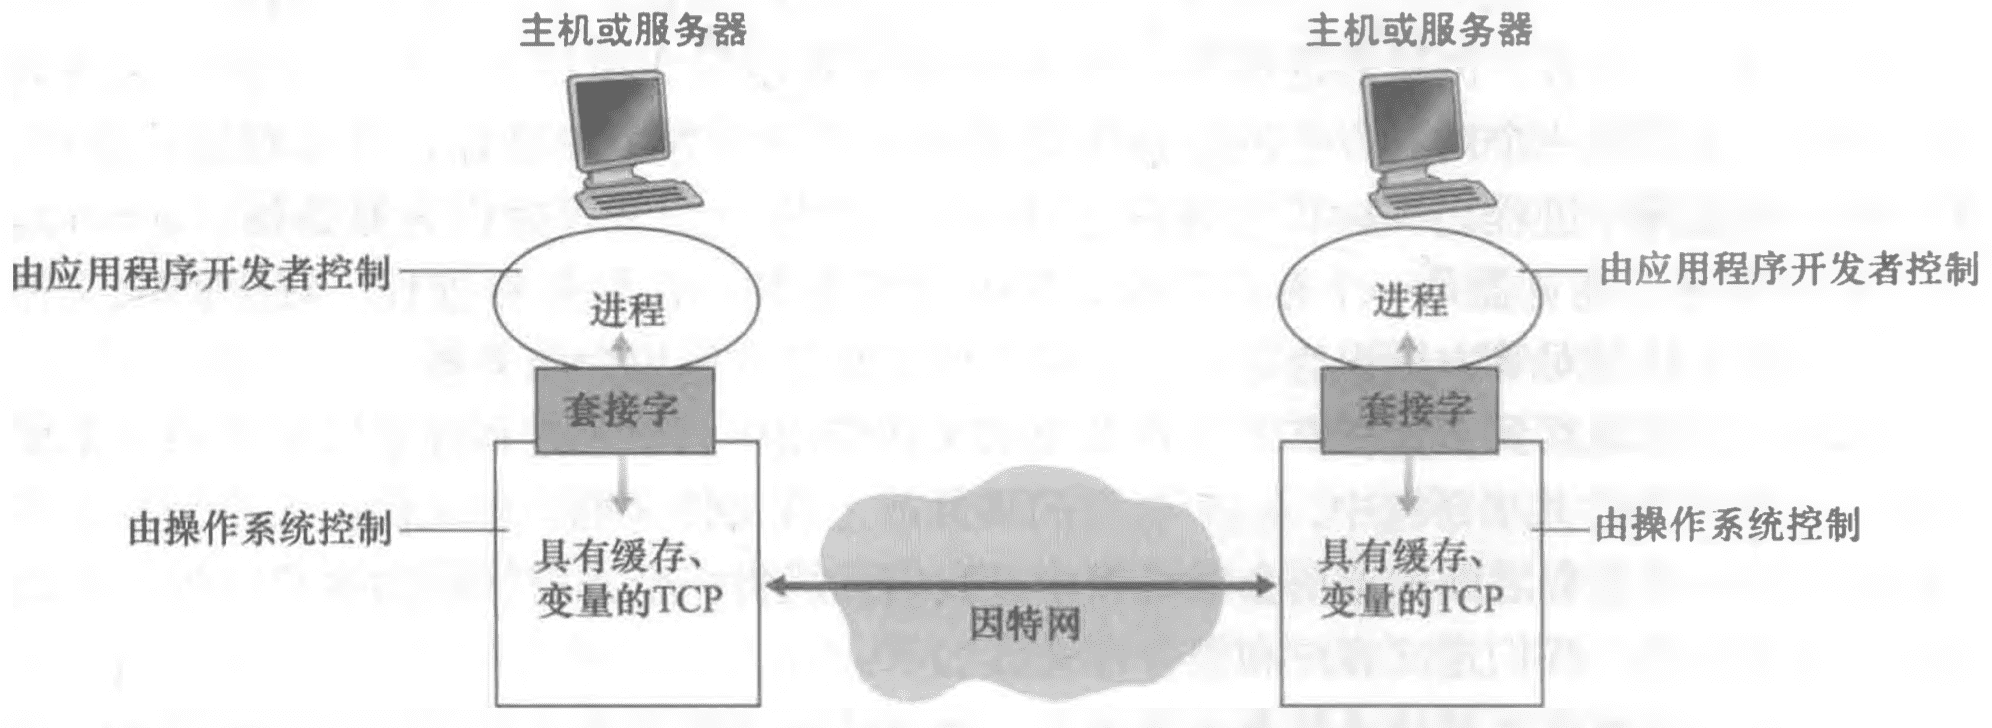 主机或服务器
主机或服务器
由应用程序开发者控制
进程
进程
由应用程序开发者控制
套接字
套接字
由操作系统控制
由操作系统控制
具有缓存、
变量的TCP
因特网
具有缓存、
变量的TCP